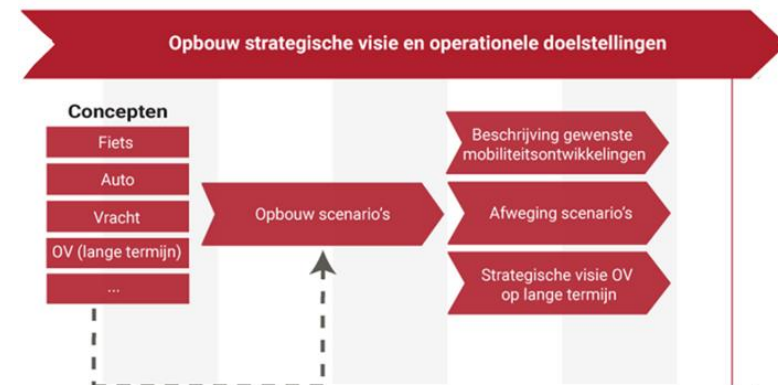 Opbouw strategische visie en operationele doelstellingen
Concepten
Fiets
Auto
Vracht
OV (lange termijn)
...
Opbouw scenario's
Beschrijving gewenste
mobiliteitsontwikkelingen
Afweging scenario's
Strategische visie OV
op lange termijn